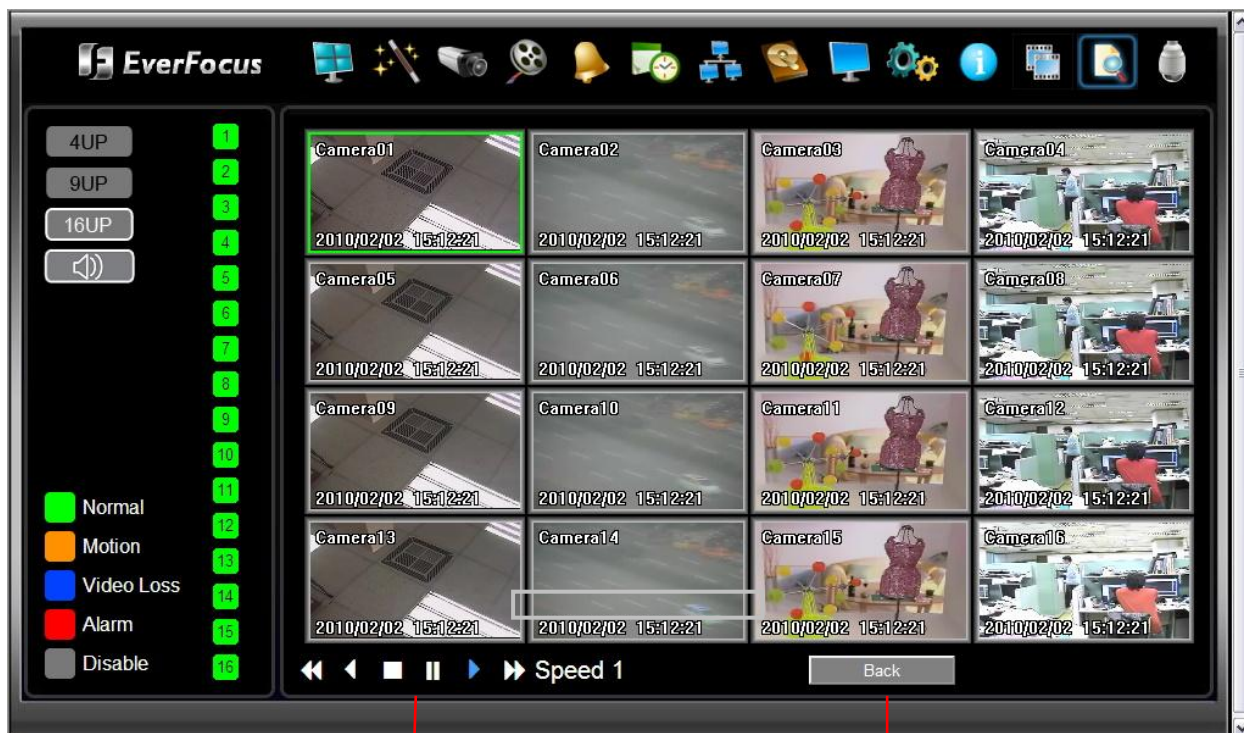 EverFocus
4UP
9UP
16UP
1
2
3
4
5
6
7
8
9
10
11
12
13
14
15
16
Normal
Motion
Video Loss
Alarm
Disable
Camera01
2010/02/02 15:12:21
Camera02
2010/02/02 15:12:21
Camera03
2010/02/02 15:12:21
Camera04
2010/02/02 15:12:21
Camera05
2010/02/02 15:12:21
Camera06
2010/02/02 15:12:21
Camera07
2010/02/02 15:12:21
Camera08
2010/02/02 15:12:21
Camera09
2010/02/02 15:12:21
Camera10
2010/02/02 15:12:21
Camera11
2010/02/02 15:12:21
Camera12
2010/02/02 15:12:21
Camera13
2010/02/02 15:12:21
Camera14
2010/02/02 15:12:21
Camera15
2010/02/02 15:12:21
Camera16
2010/02/02 15:12:21
Speed 1
Back